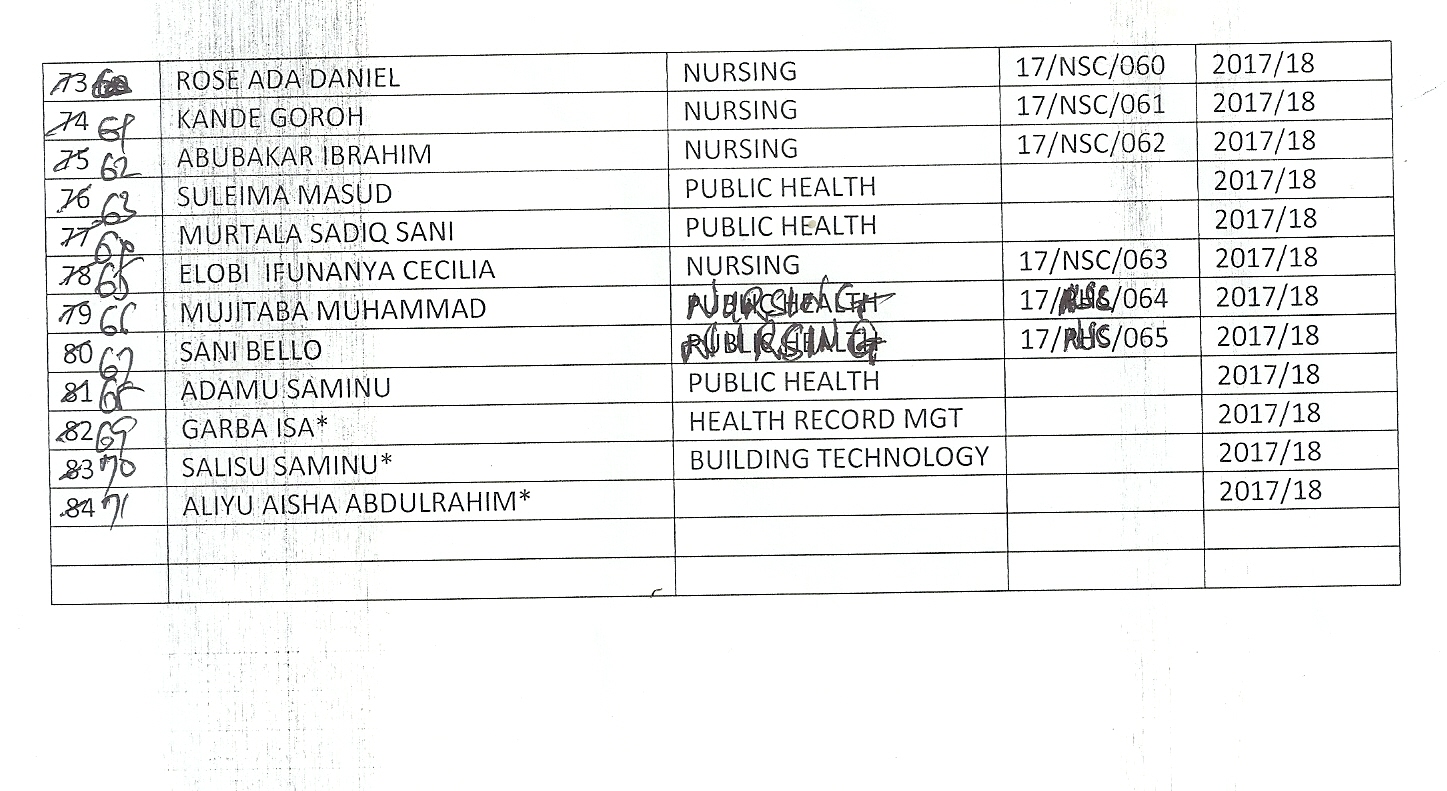 73 60 ROSE ADA DANIEL NURSING 17/NSC/060 2017/18
74 61 KANDE GOROH NURSING 17/NSC/061 2017/18
75 62 ABUBAKAR IBRAHIM NURSING 17/NSC/062 2017/18
76 63 SULEIMA MASUD PUBLIC HEALTH 2017/18
77 64 MURTALA SADIQ SANI PUBLIC HEALTH 2017/18
78 65 ELOBI IFUNANYA CECILIA NURSING 17/NSC/063 2017/18
79 66 MUJITABA MUHAMMAD PUBLIC HEALTH 17/ /064 2017/18
80 67 SANI BELLO PUBLIC HEALTH 17/ /065 2017/18
81 68 ADAMU SAMINU PUBLIC HEALTH 2017/18
82 69 GARBA ISA* HEALTH RECORD MGT 2017/18
83 70 SALISU SAMINU* BUILDING TECHNOLOGY 2017/18
84 71 ALIYU AISHA ABDULRAHIM* 2017/18